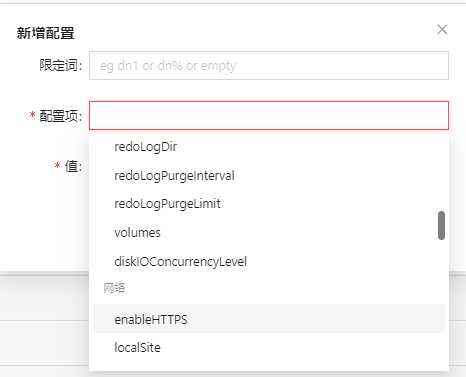 新增配置
限定词:
eg dn1 or dn% or empty
* 配置项:
* 值:
redoLogDir
redoLogPurgeInterval
redoLogPurgeLimit
volumes
diskIOConcurrencyLevel
网络
enableHTTPS
localSite